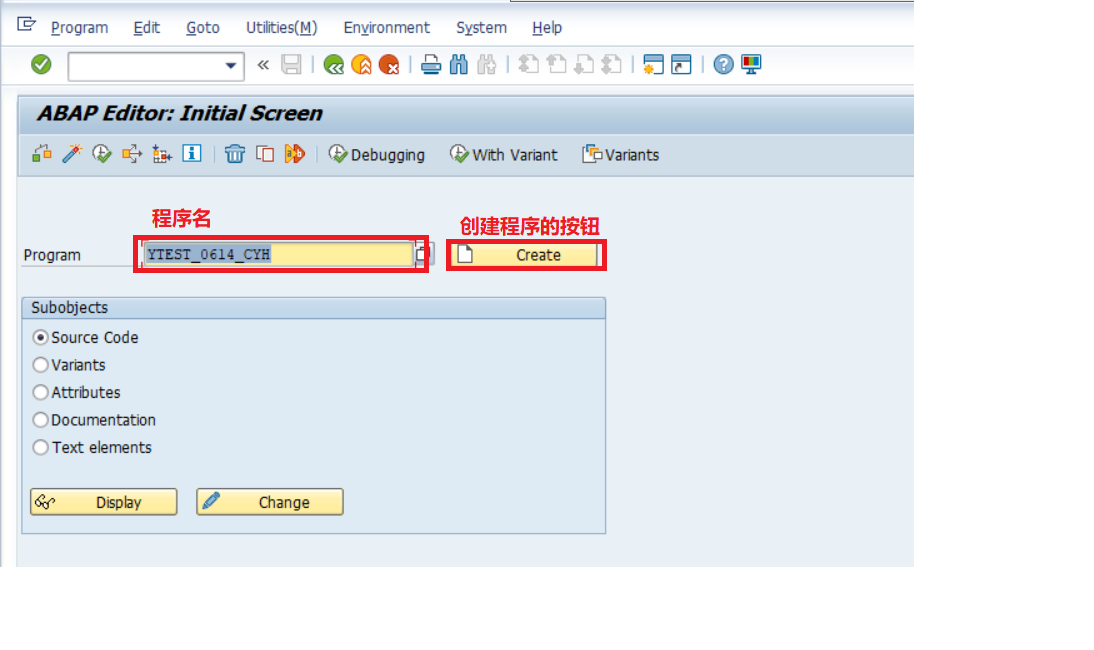 Program Edit Goto Utilities(M) Environment System Help
ABAP Editor: Initial Screen
Debugging With Variant Variants
程序名 创建程序的按钮
Program YTEST_0614_CYH Create
Subobjects
Source Code
Variants
Attributes
Documentation
Text elements
Display Change